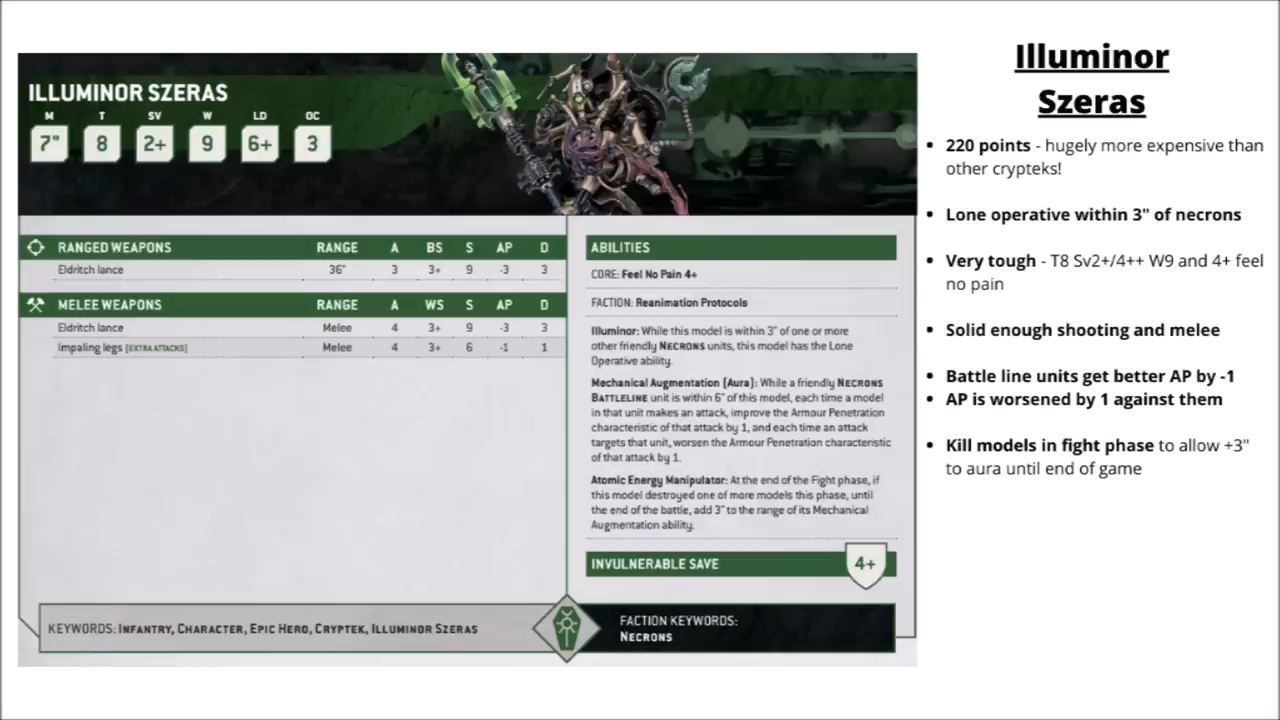 ILLUMINOR SZERAS
M T SV W LD OC
7" 8 2+ 9 6+ 3
RANGED WEAPONS RANGE A BS S AP D
Eldritch lance 36" 3 3+ 9 -3 3
MELEE WEAPONS RANGE A WS S AP D
Eldritch lance Melee 4 3+ 9 -3 3
Impaling legs [EXTRA ATTACKS] Melee 4 3+ 6 -1 1
ABILITIES
CORE: Feel No Pain 4+
FACTION: Reanimation Protocols
Illuminor: While this model is within 3" of one or more
other friendly NECRONS units, this model has the Lone
Operative ability.
Mechanical Augmentation (Aura): While a friendly NECRONS
BATTLELINE unit is within 6" of this model, each time a model
in that unit makes an attack, improve the Armour Penetration
characteristic of that attack by 1, and each time an attack
targets that unit, worsen the Armour Penetration characteristic
of that attack by 1.
Atomic Energy Manipulator: At the end of the Fight phase, if
this model destroyed one of more models this phase, until
the end of the battle, add 3" to the range of its Mechanical
Augmentation ability.
INVULNERABLE SAVE 4+
KEYWORDS: INFANTRY, CHARACTER, EPIC HERO, CRYPTEK, ILLUMINOR SZERAS
FACTION KEYWORDS:
NECRONS
Illuminor
Szeras
• 220 points - hugely more expensive than
other crypteks!
• Lone operative within 3" of necrons
• Very tough - T8 Sv2+/4++ W9 and 4+ feel
no pain
• Solid enough shooting and melee
• Battle line units get better AP by -1
• AP is worsened by 1 against them
• Kill models in fight phase to allow +3"
to aura until end of game